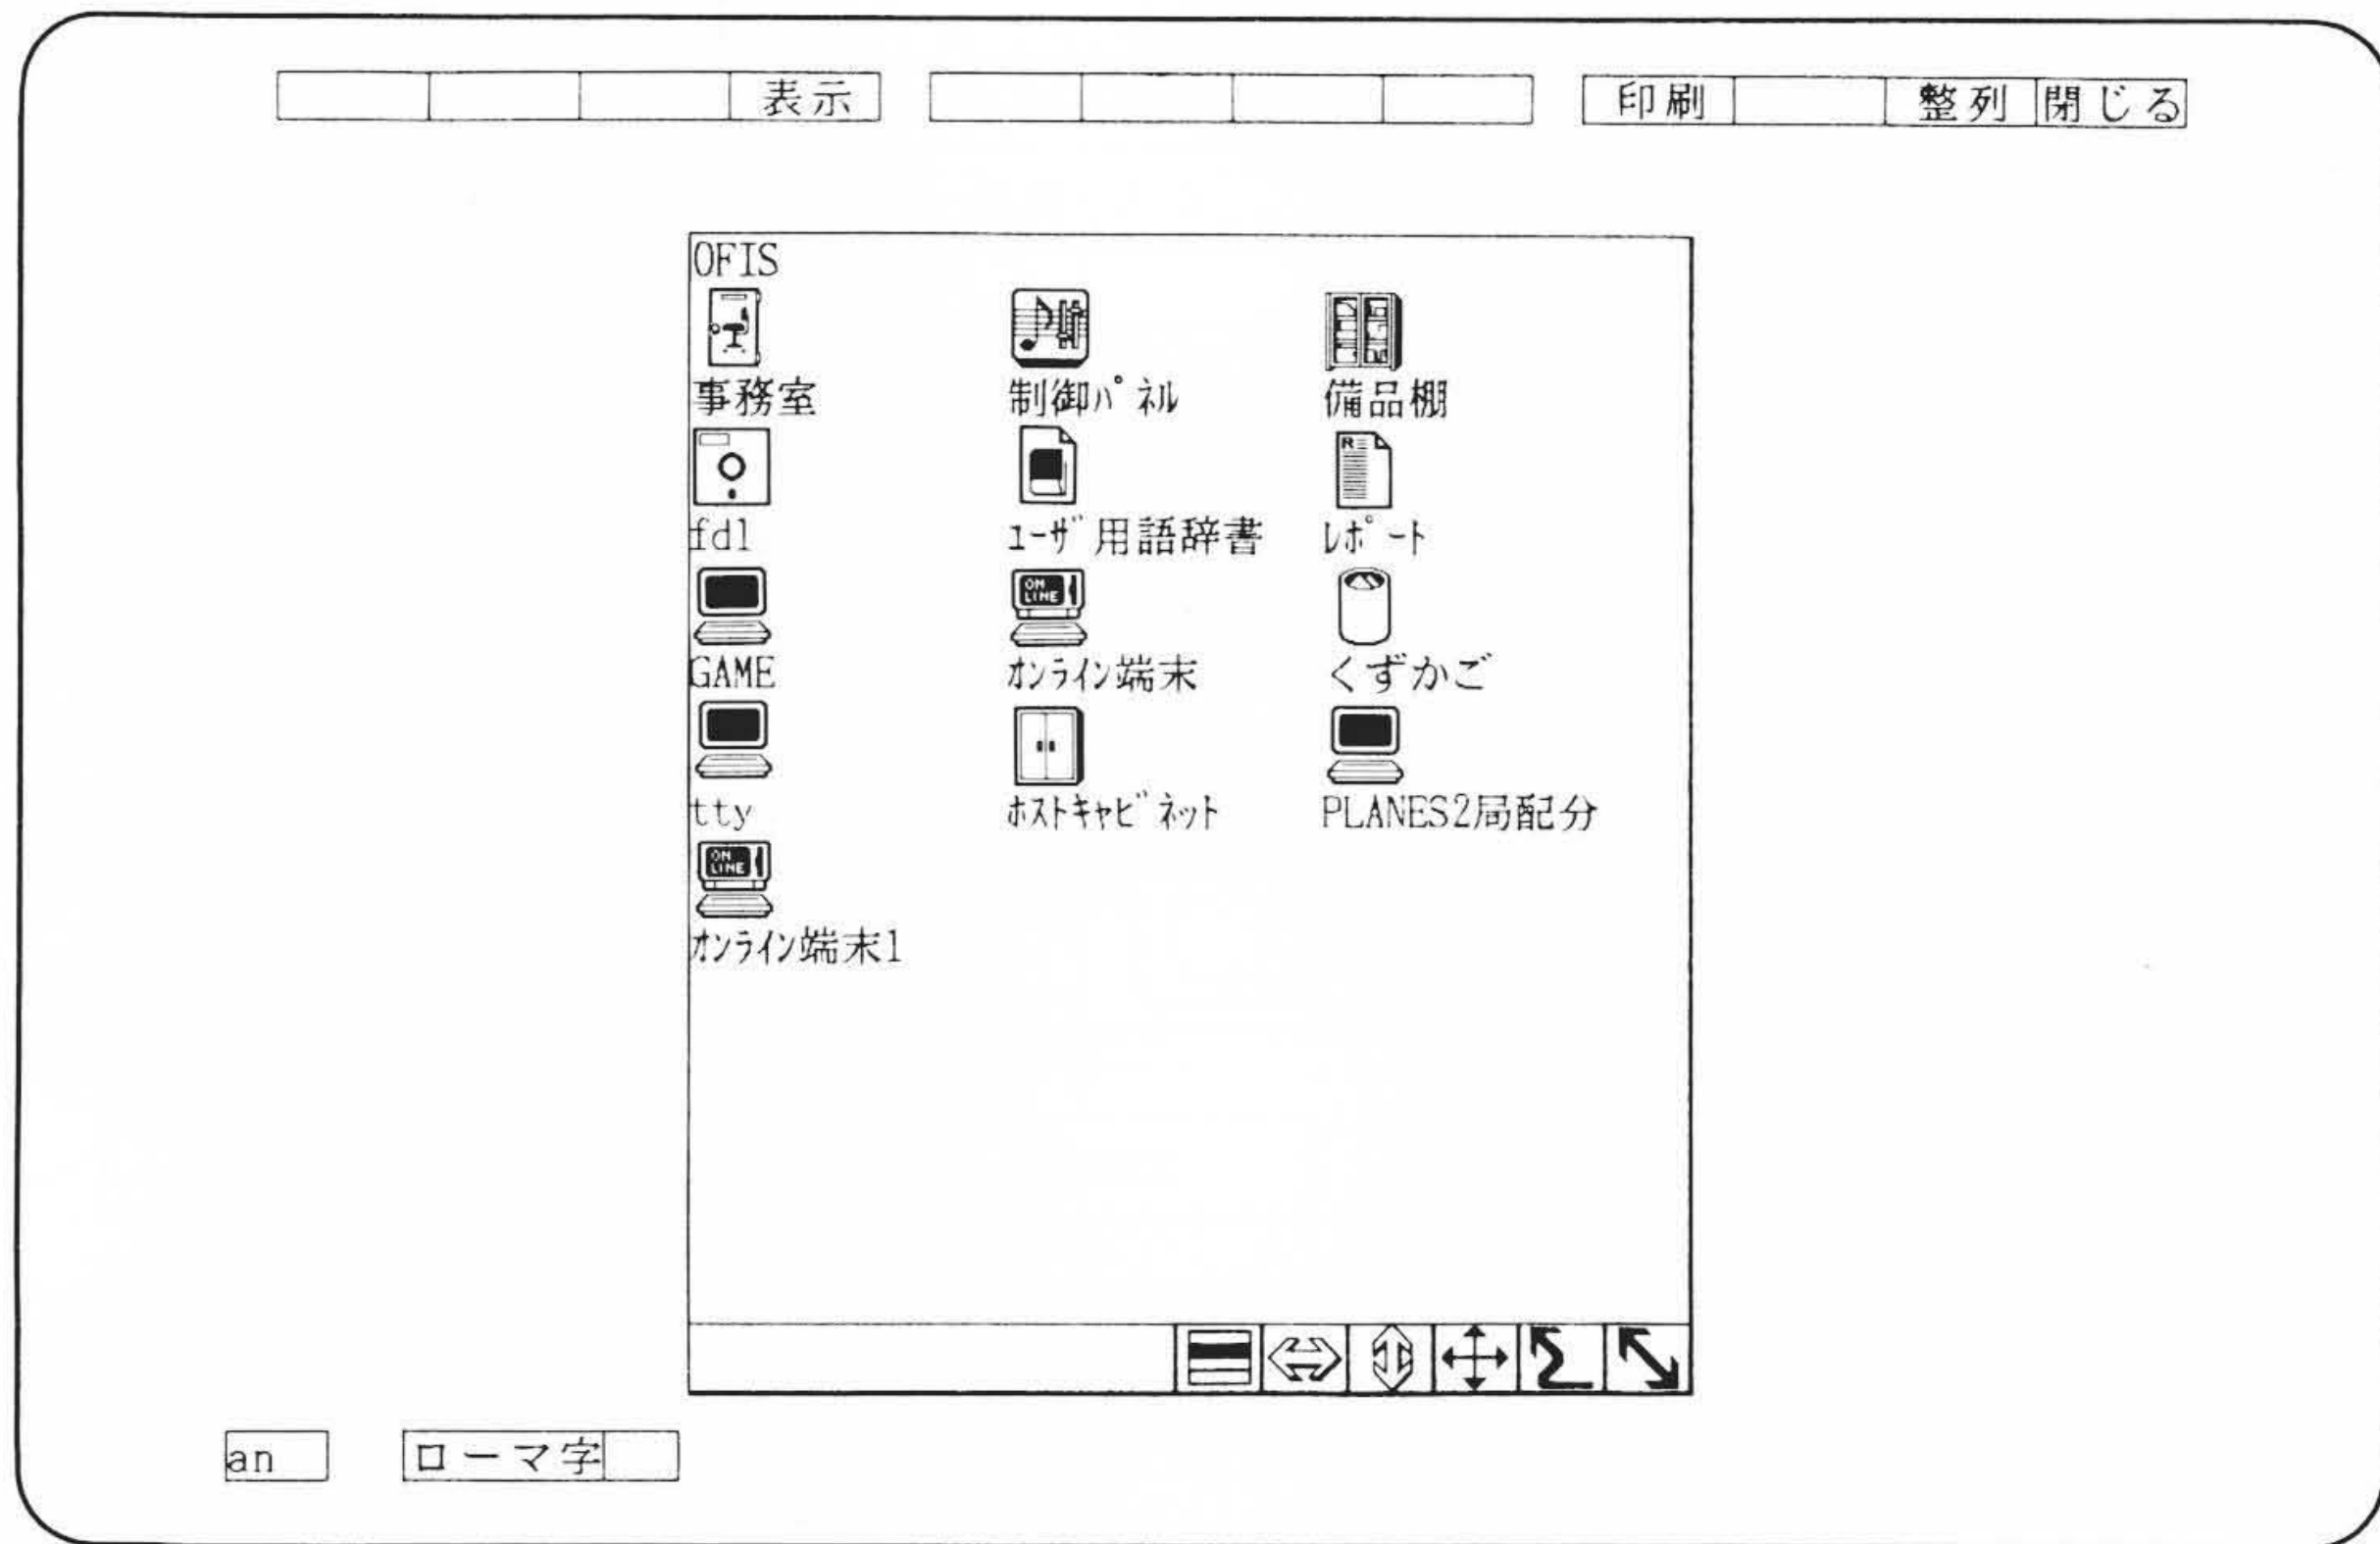 表示 印刷 整列 閉じる
OFIS
事務室 制御ﾊﾟﾈﾙ 備品棚
fd1 ﾕｰｻﾞ用語辞書 ﾚﾎﾟｰﾄ
ON LINE
GAME ｵﾝﾗｲﾝ端末 くずかご
tty ﾎｽﾄｷｬﾋﾞﾈｯﾄ PLANES2局配分
ON LINE
ｵﾝﾗｲﾝ端末1
an ローマ字